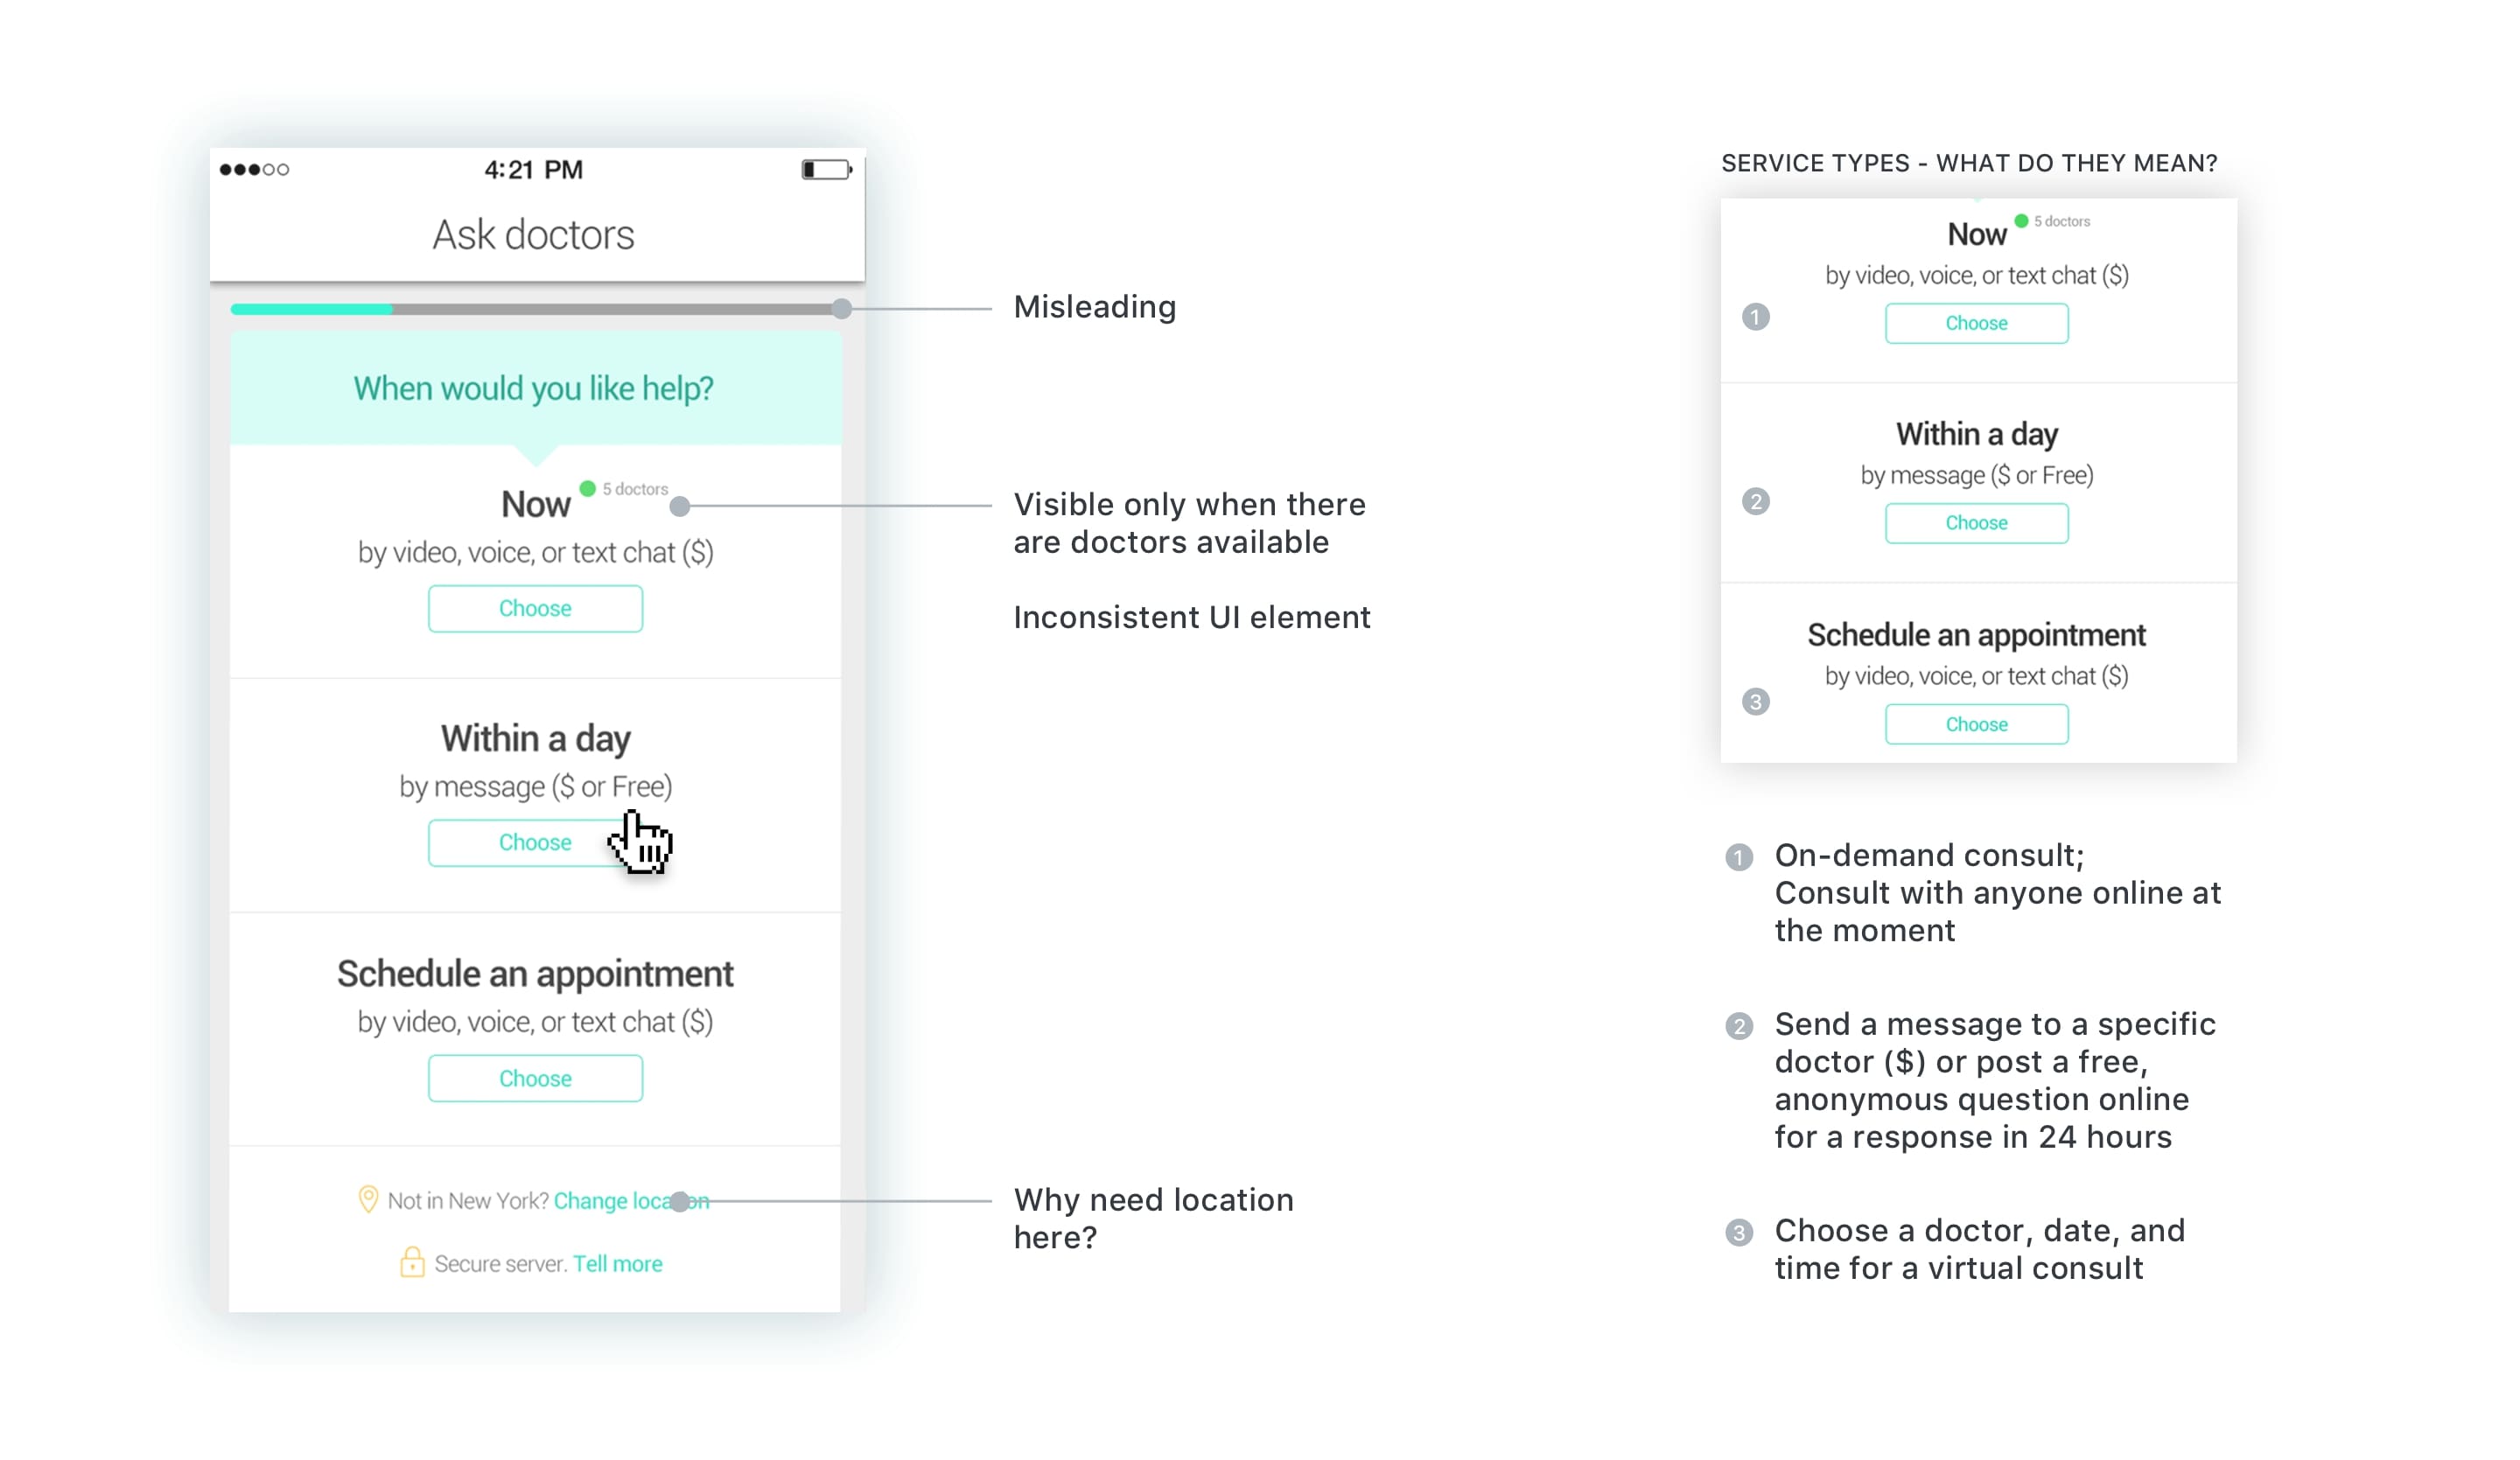 4:21 PM
Ask doctors
Misleading
When would you like help?
Now
5 doctors
by video, voice, or text chat ($)
Choose
Visible only when there
are doctors available
Inconsistent UI element
Within a day
by message ($ or Free)
Choose
Schedule an appointment
by video, voice, or text chat ($)
Choose
Not in New York? Change location
Why need location
here?
Secure server. Tell more
SERVICE TYPES - WHAT DO THEY MEAN?
Now
5 doctors
by video, voice, or text chat ($)
1
Choose
Within a day
by message ($ or Free)
2
Choose
Schedule an appointment
by video, voice, or text chat ($)
3
Choose
1 On-demand consult;
Consult with anyone online at
the moment
2 Send a message to a specific
doctor ($) or post a free,
anonymous question online
for a response in 24 hours
3 Choose a doctor, date, and
time for a virtual consult